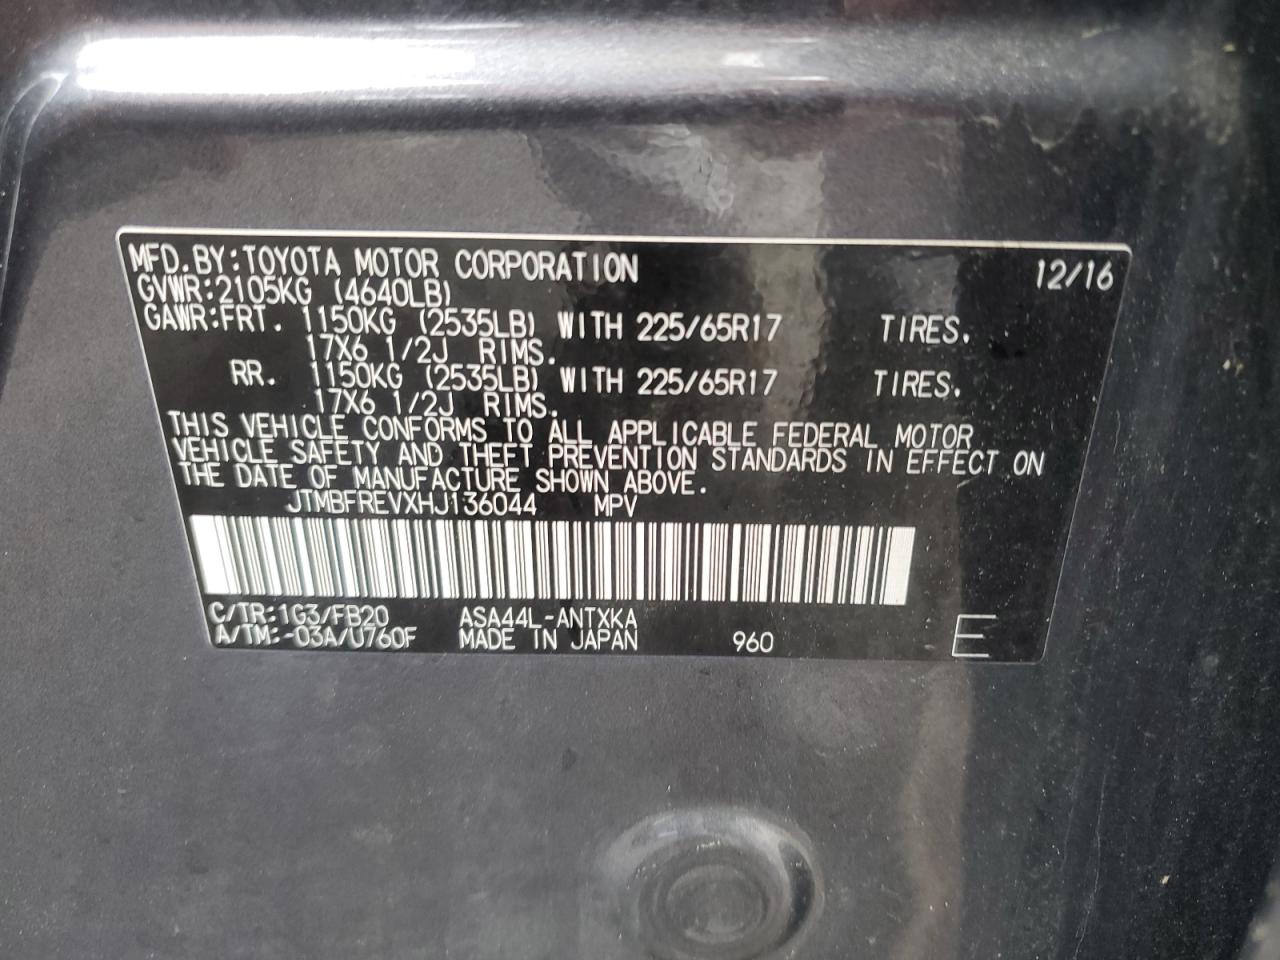 MFD.BY:TOYOTA MOTOR CORPORATION 12/16
GVWR:2105KG (4640LB)
GAWR:FRT. 1150KG (2535LB) WITH 225/65R17 TIRES.
17X6 1/2J RIMS.
RR. 1150KG (2535LB) WITH 225/65R17 TIRES.
17X6 1/2J RIMS.
THIS VEHICLE CONFORMS TO ALL APPLICABLE FEDERAL MOTOR
VEHICLE SAFETY AND THEFT PREVENTION STANDARDS IN EFFECT ON
THE DATE OF MANUFACTURE SHOWN ABOVE.
JTMBFREVXHJ136044 MPV
C/TR:1G3/FB20 ASA44L-ANTXKA
A/TM:-03A/U760F MADE IN JAPAN 960 E